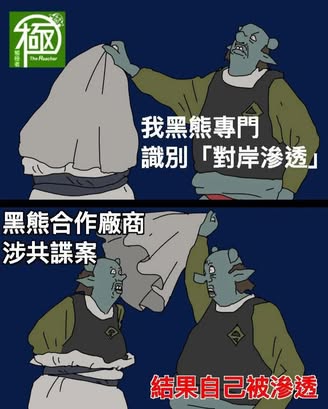 極
The Reactor
我黑熊專門
識別「對岸滲透」
黑熊合作廠商
涉共諜案
結果自己被滲透